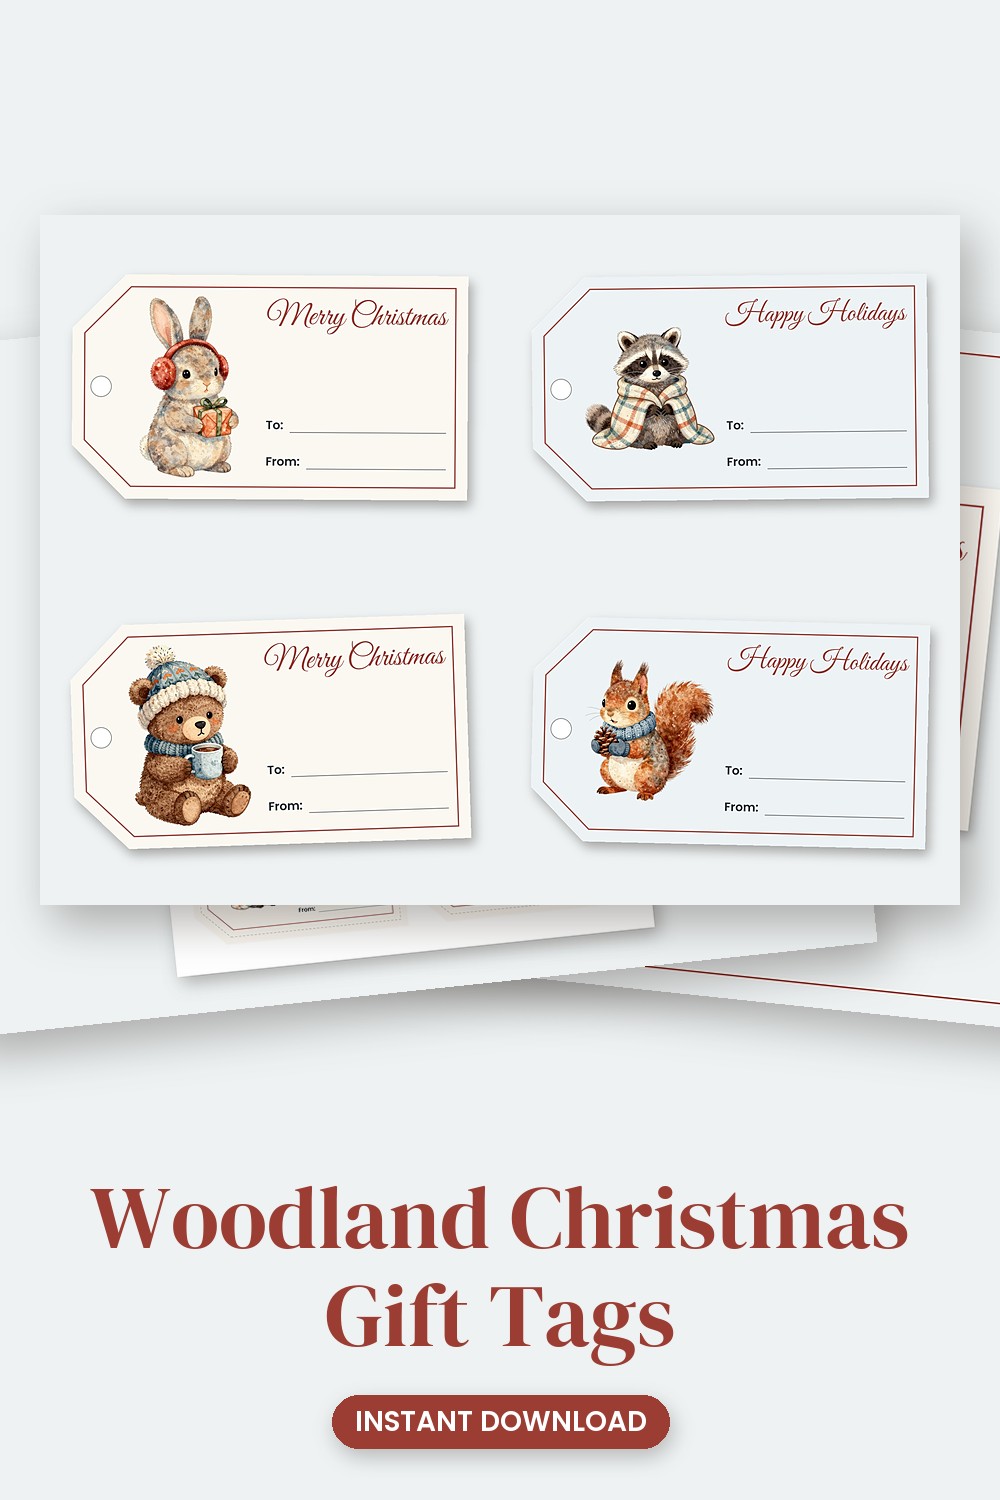 Merry Christmas
To:
From:
Happy Holidays
To:
From:
Merry Christmas
To:
From:
Happy Holidays
To:
From:
From:
Woodland Christmas
Gift Tags
INSTANT DOWNLOAD